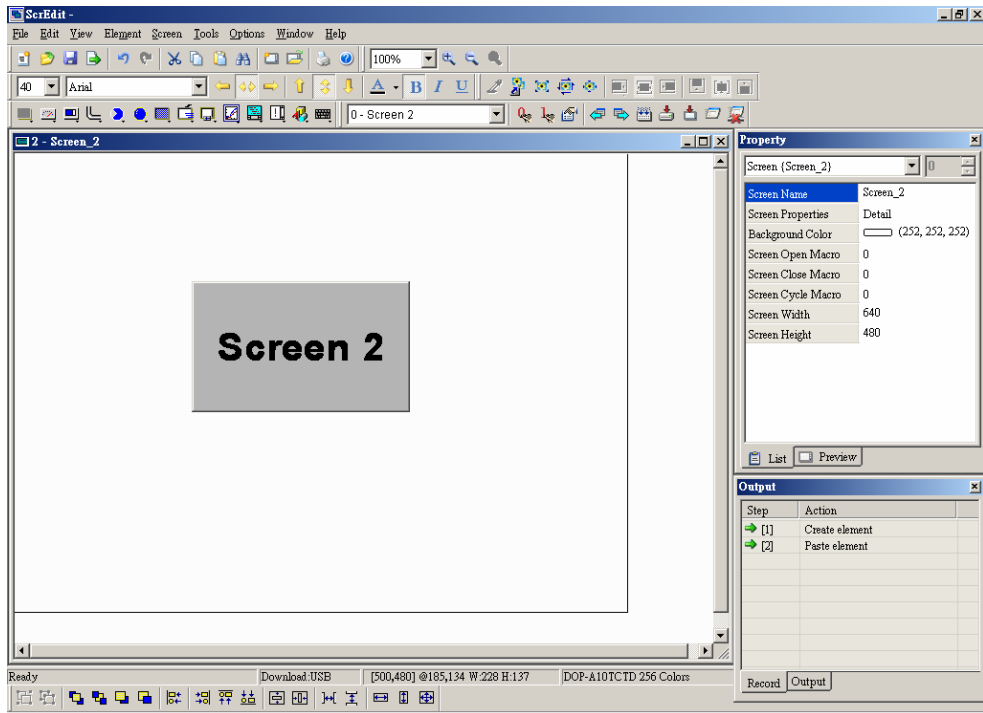 ScrEdit -
File Edit View Element Screen Tools Options Window Help
100%
40 Arial A B I U
0 - Screen 2
2 - Screen_2
Screen 2
Property
Screen {Screen_2} 0
Screen Name Screen_2
Screen Properties Detail
Background Color (252, 252, 252)
Screen Open Macro 0
Screen Close Macro 0
Screen Cycle Macro 0
Screen Width 640
Screen Height 480
List Preview
Output
Step Action
[1] Create element
[2] Paste element
Record Output
Ready Download:USB [500,480] @185,134 W:228 H:137 DOP-A10TCTD 256 Colors